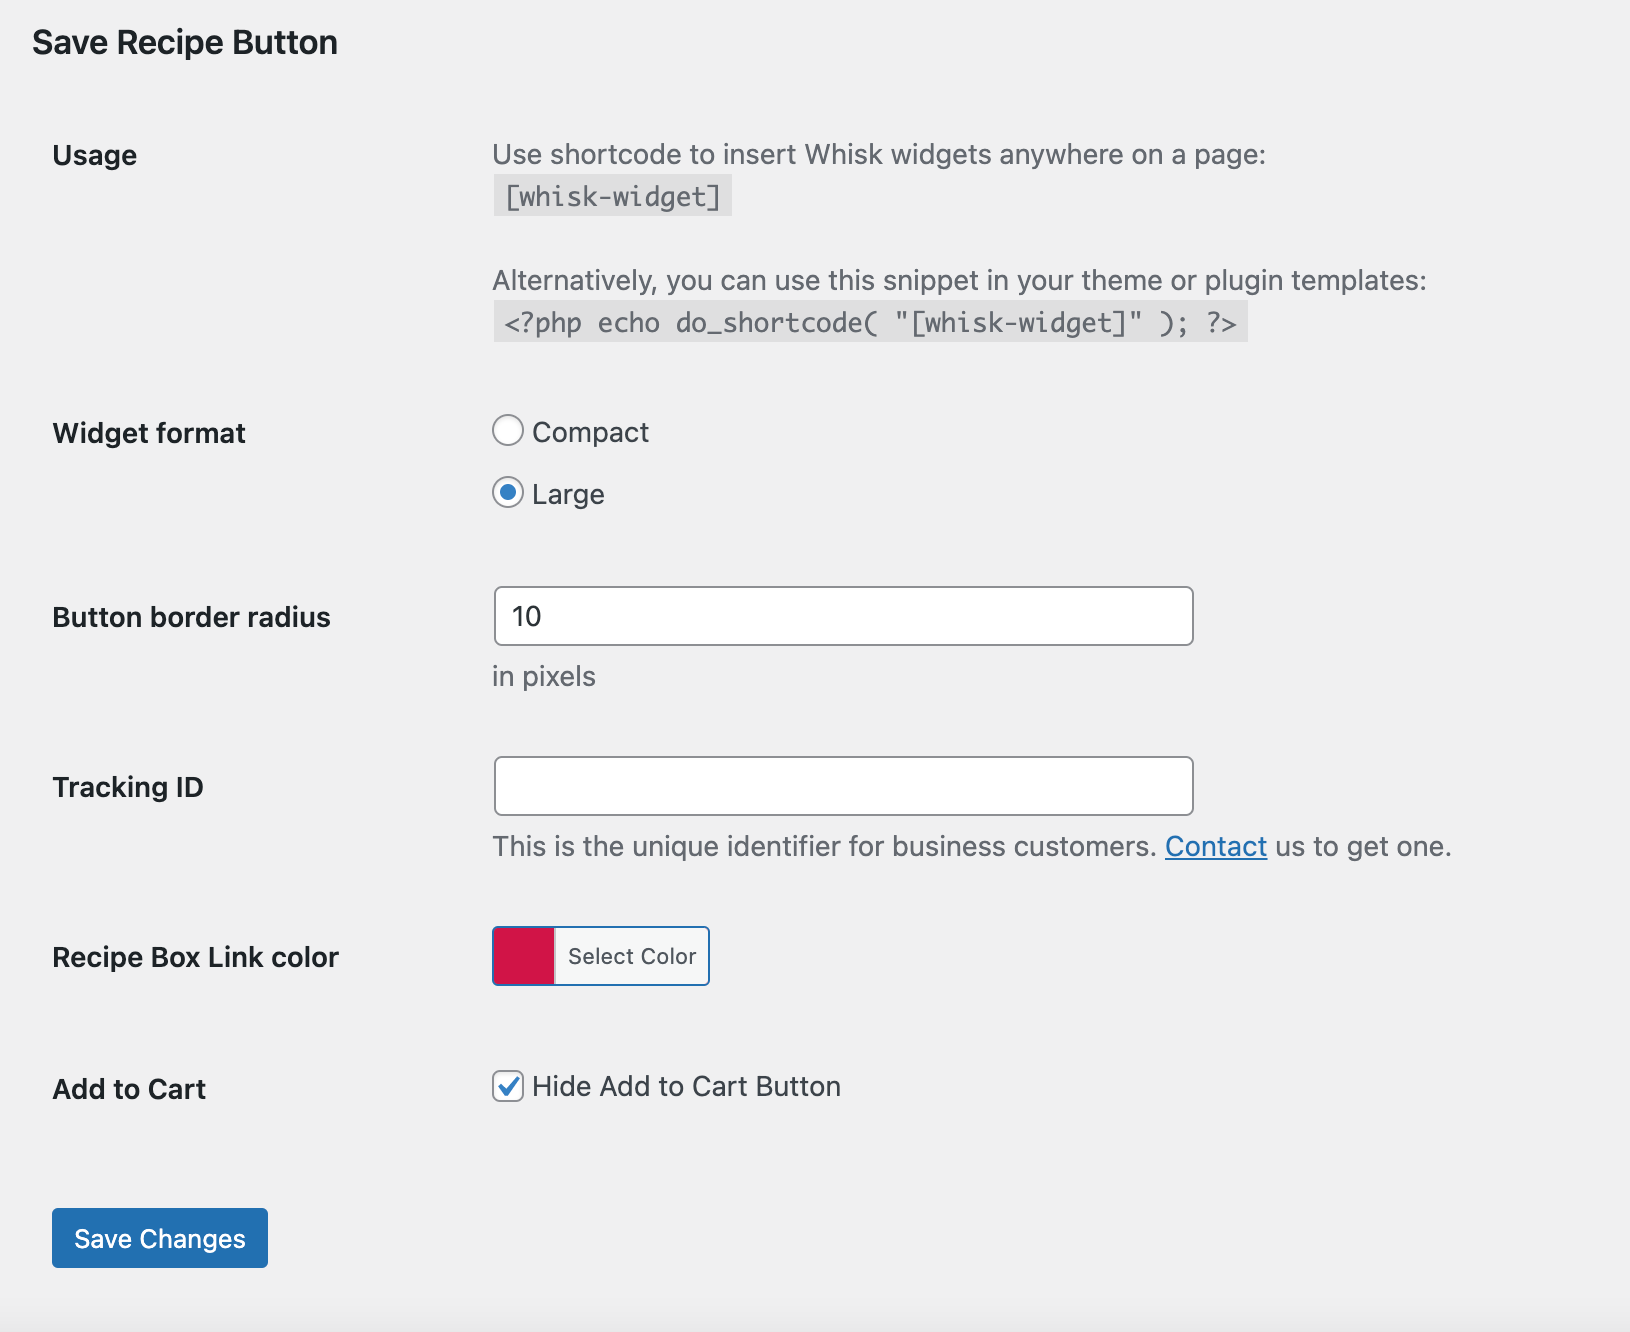 Save Recipe Button
Usage
Use shortcode to insert Whisk widgets anywhere on a page:
[whisk-widget]
Alternatively, you can use this snippet in your theme or plugin templates:
<?php echo do_shortcode( "[whisk-widget]" ); ?>
Widget format
Compact
Large
Button border radius
10
in pixels
Tracking ID
This is the unique identifier for business customers. Contact us to get one.
Recipe Box Link color
Select Color
Add to Cart
Hide Add to Cart Button
Save Changes